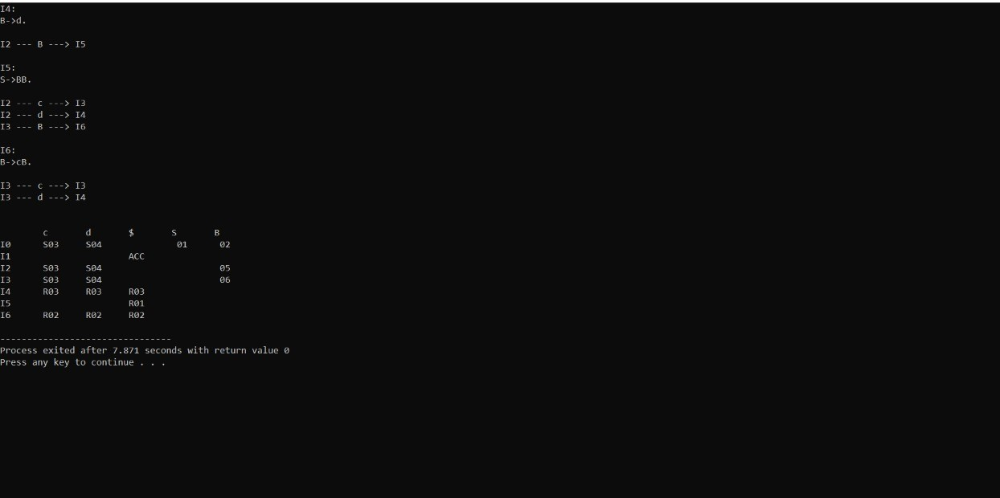 I4:
B->d.
I2 --- B ---> I5
I5:
S->BB.
I2 --- c ---> I3
I2 --- d ---> I4
I3 --- B ---> I6
I6:
B->cB.
I3 --- c ---> I3
I3 --- d ---> I4
c d $ S B
I0 S03 S04 01 02
I1 ACC
I2 S03 S04 05
I3 S03 S04 06
I4 R03 R03 R03
I5 R01
I6 R02 R02 R02
--------------------------------
Process exited after 7.871 seconds with return value 0
Press any key to continue . . .